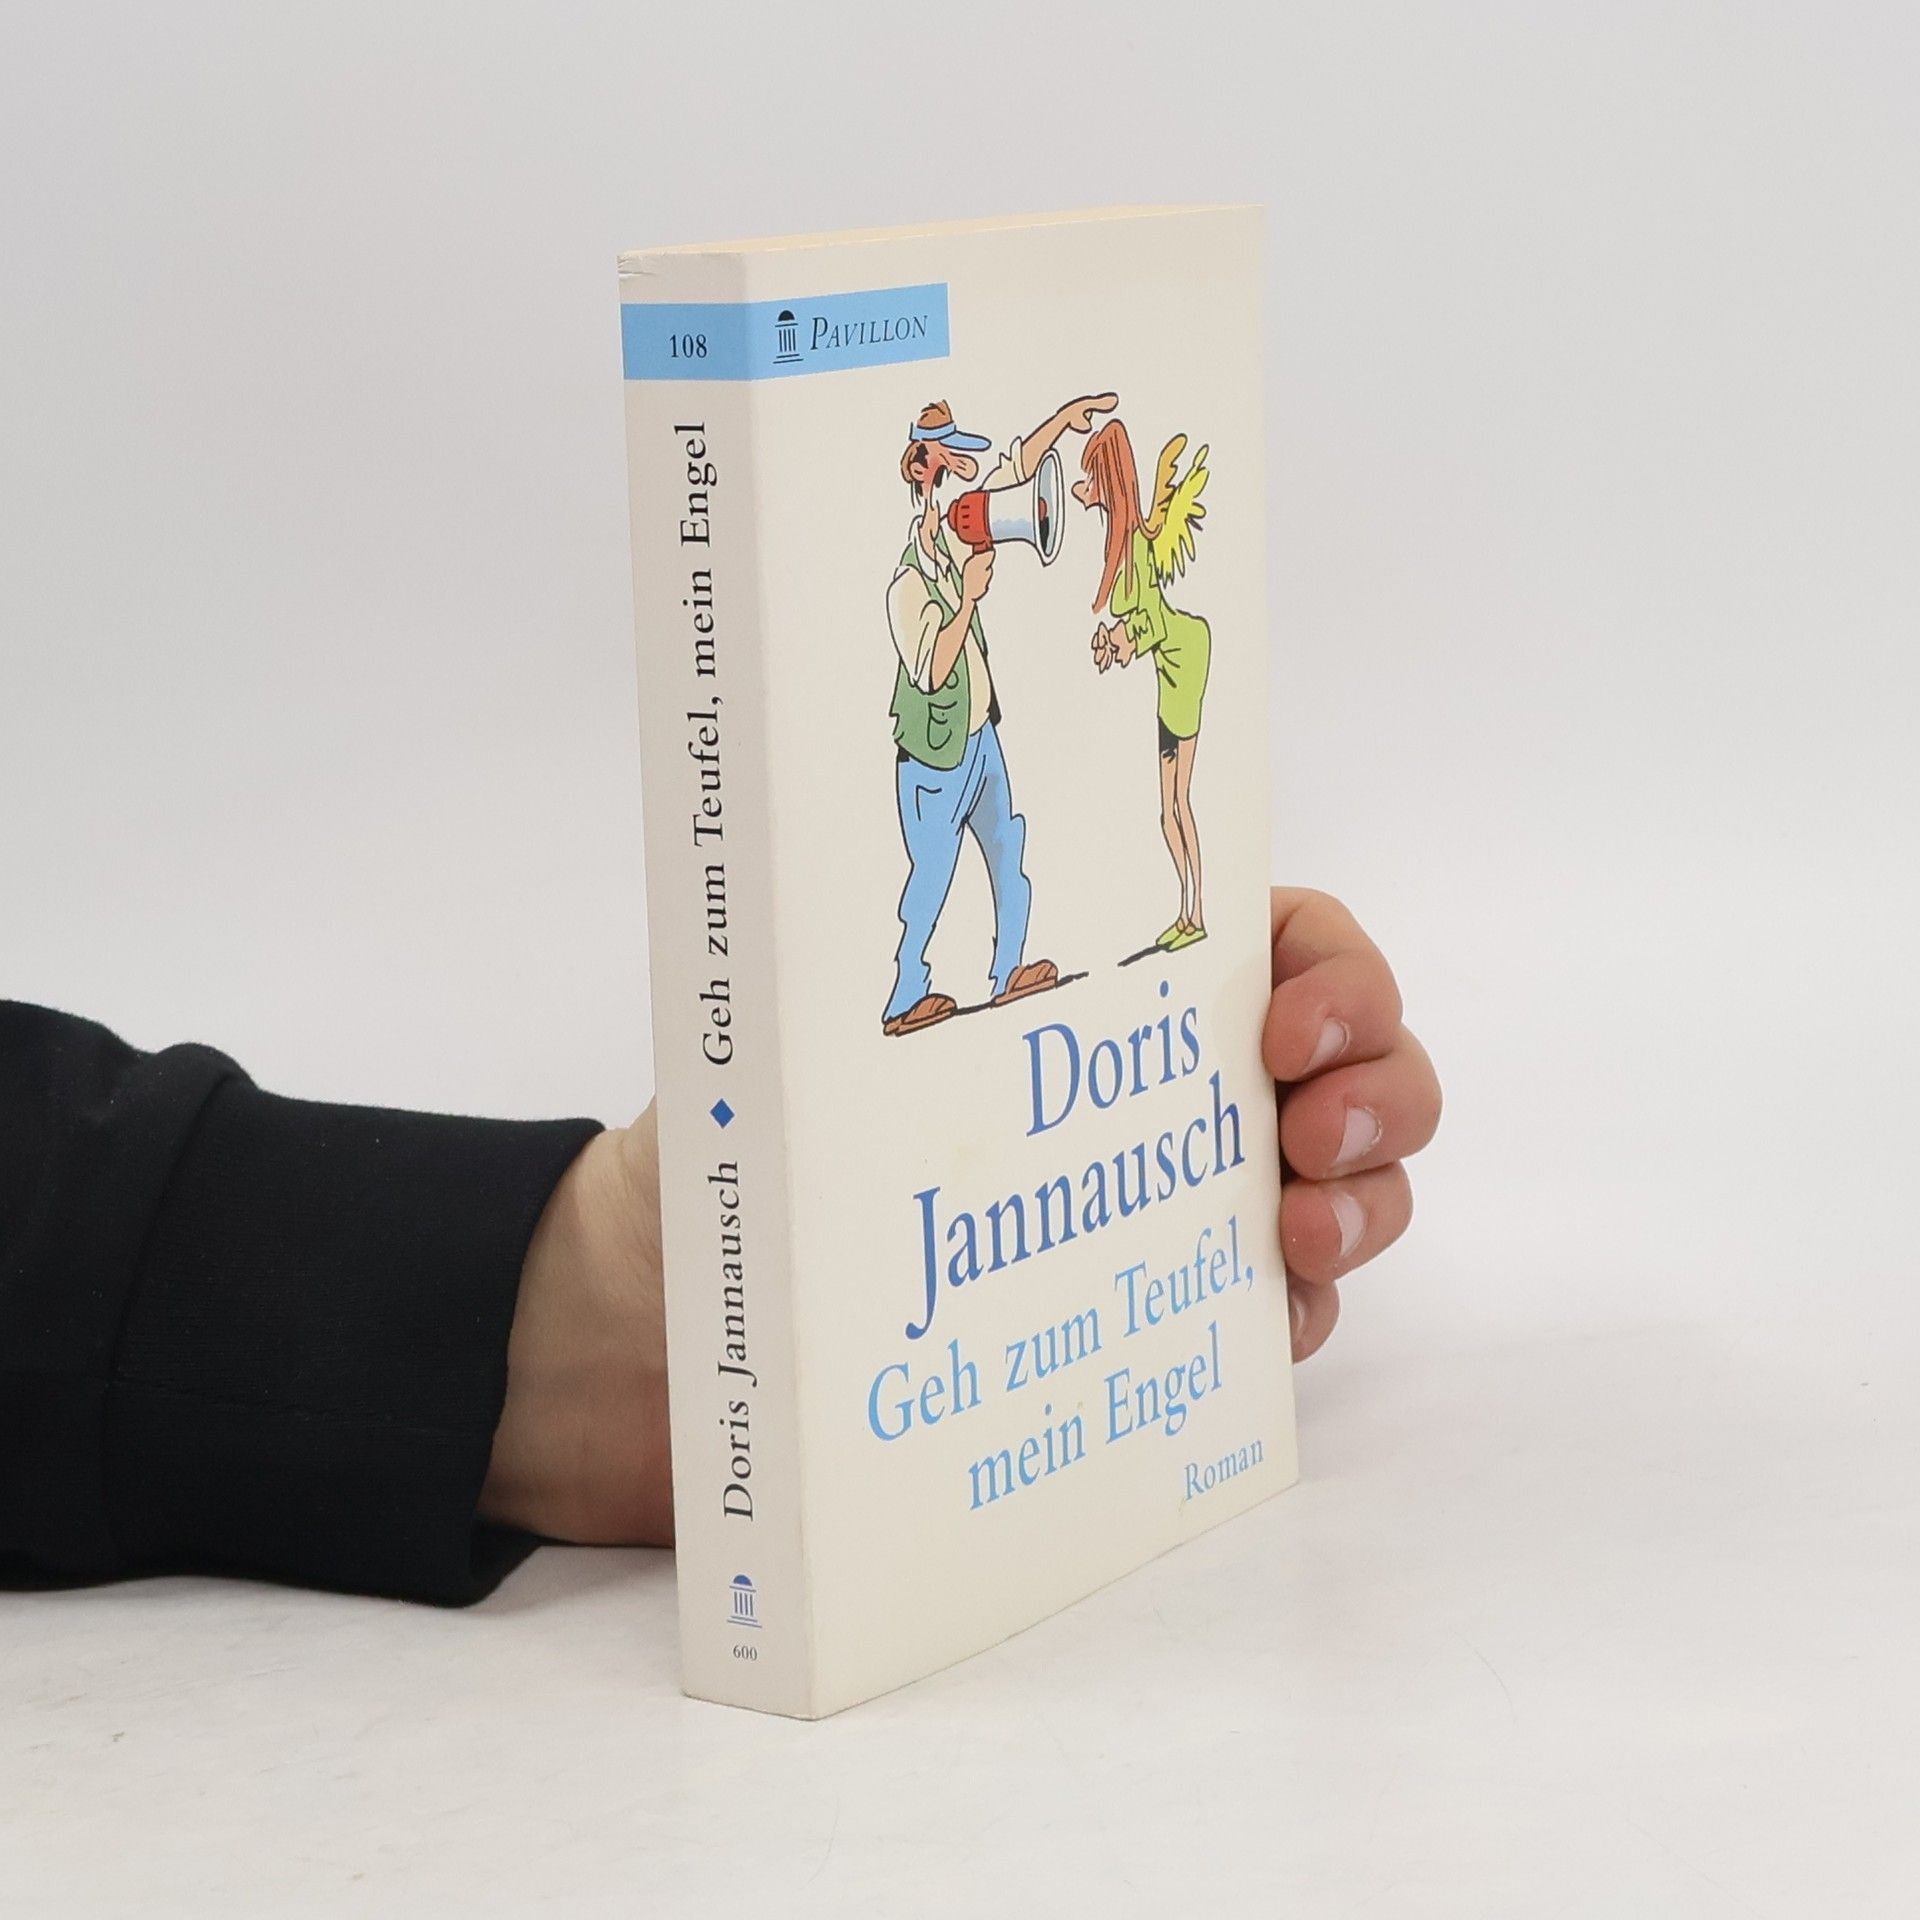 108
PAVILLON
Doris Jannausch ◆ Geh zum Teufel, mein Engel
600
Doris
Jannausch
Geh zum Teufel,
mein Engel
Roman